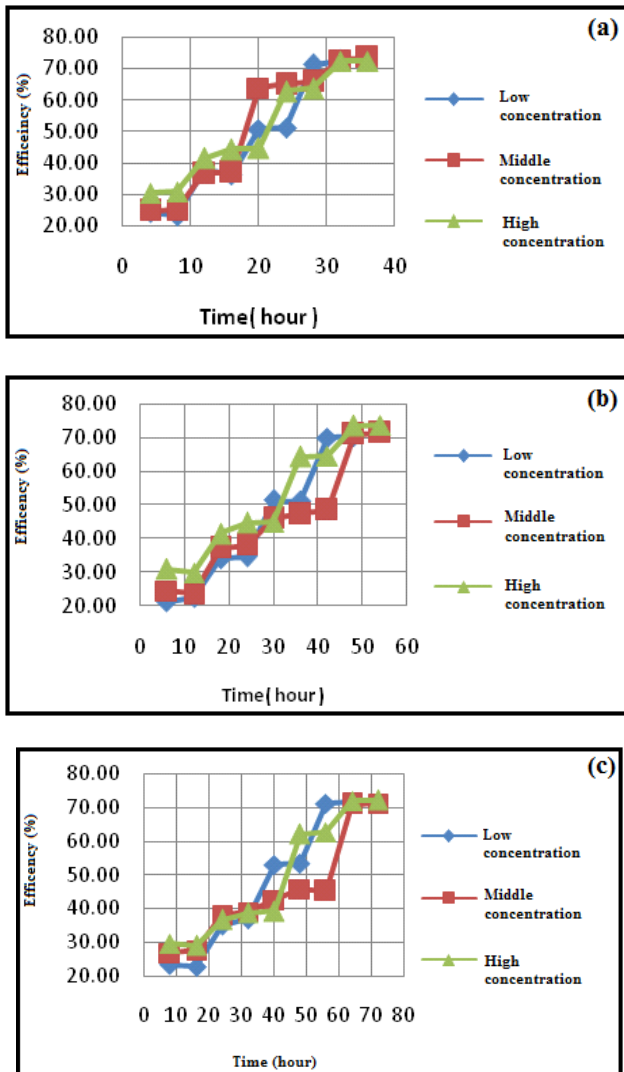 (a)
80.00
70.00
60.00
50.00
40.00
30.00
20.00
Efficeincy (%)
0 10 20 30 40
Time( hour )
Low
concentration
Middle
concentration
High
concentration
(b)
80.00
70.00
60.00
50.00
40.00
30.00
20.00
Efficency (%)
0 10 20 30 40 50 60
Time( hour )
Low
concentration
Middle
concentration
High
concentration
(c)
80.00
70.00
60.00
50.00
40.00
30.00
20.00
Efficency (%)
0 10 20 30 40 50 60 70 80
Time (hour)
Low
concentration
Middle
concentration
High
concentration